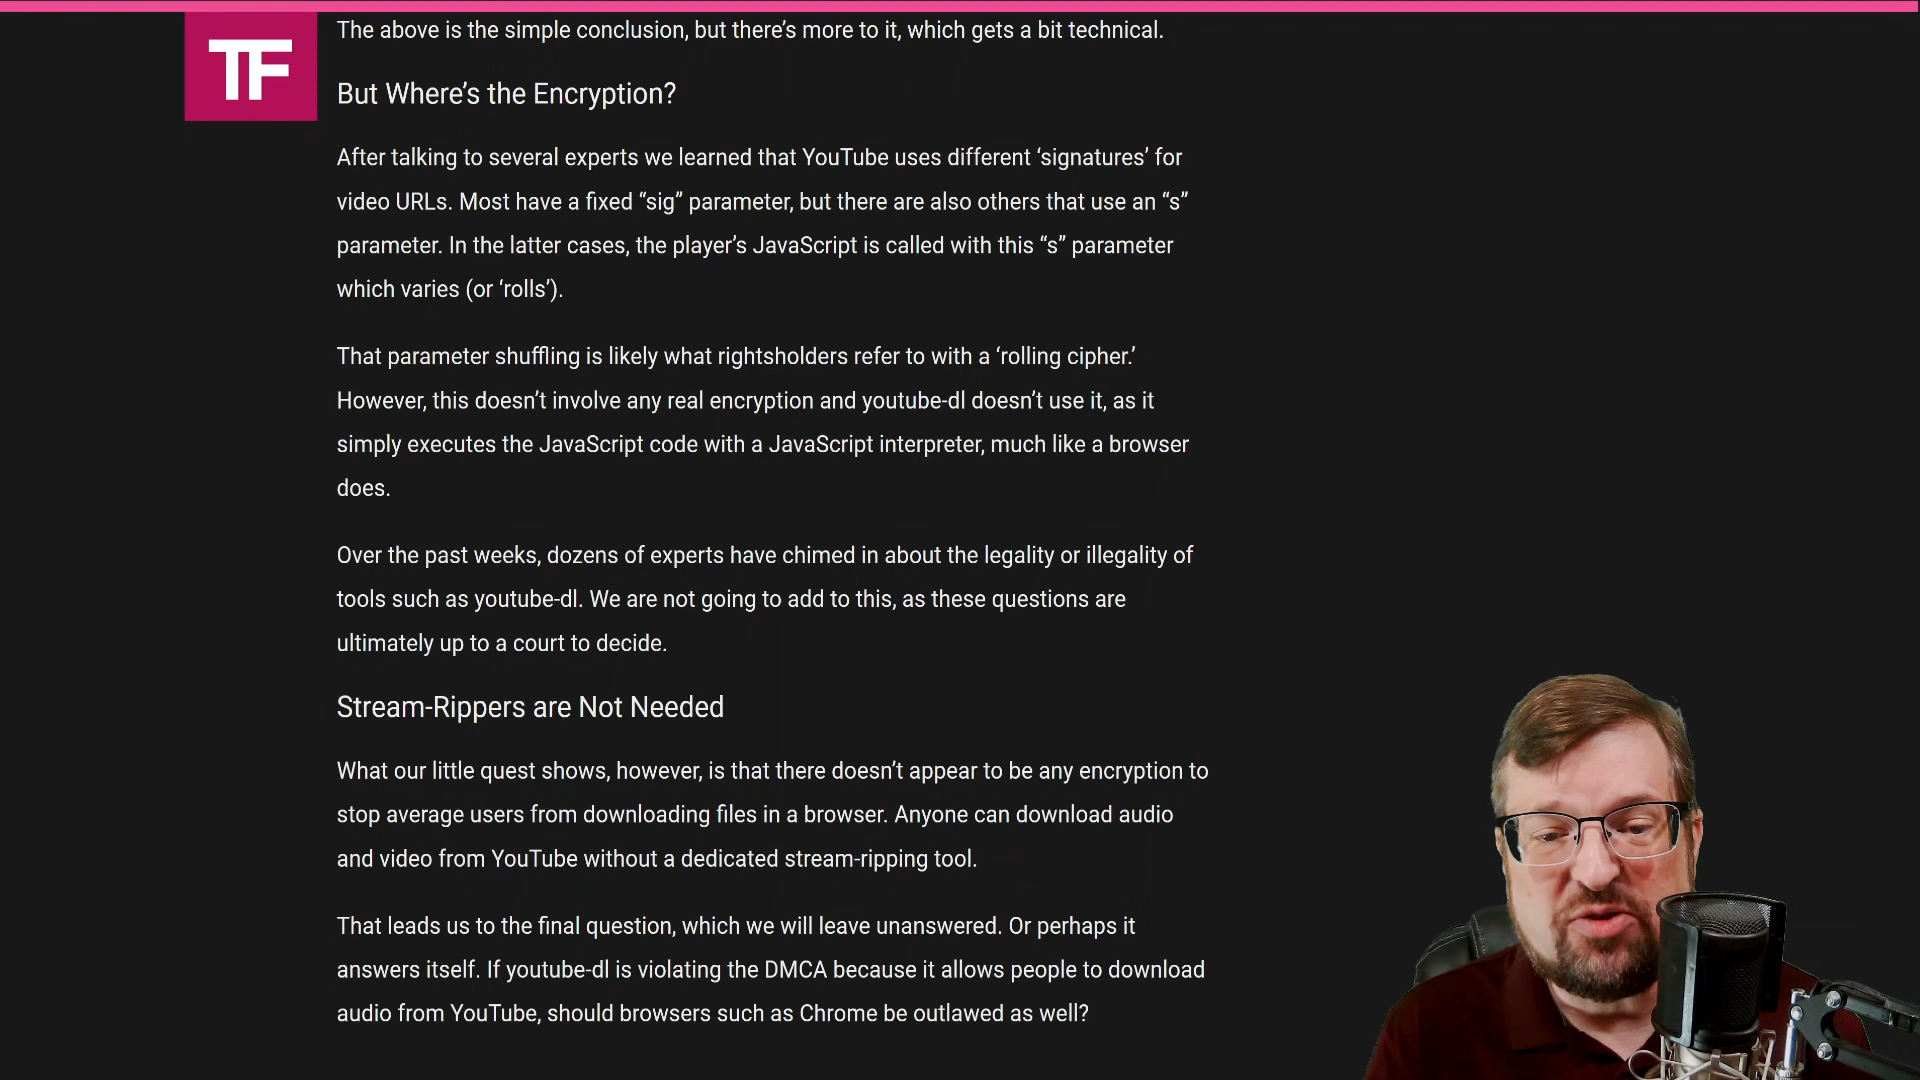 TF
The above is the simple conclusion, but there’s more to it, which gets a bit technical.
But Where’s the Encryption?
After talking to several experts we learned that YouTube uses different ‘signatures’ for
video URLs. Most have a fixed “sig” parameter, but there are also others that use an “s”
parameter. In the latter cases, the player’s JavaScript is called with this “s” parameter
which varies (or ‘rolls’).
That parameter shuffling is likely what rightsholders refer to with a ‘rolling cipher.’
However, this doesn’t involve any real encryption and youtube-dl doesn’t use it, as it
simply executes the JavaScript code with a JavaScript interpreter, much like a browser
does.
Over the past weeks, dozens of experts have chimed in about the legality or illegality of
tools such as youtube-dl. We are not going to add to this, as these questions are
ultimately up to a court to decide.
Stream-Rippers are Not Needed
What our little quest shows, however, is that there doesn’t appear to be any encryption to
stop average users from downloading files in a browser. Anyone can download audio
and video from YouTube without a dedicated stream-ripping tool.
That leads us to the final question, which we will leave unanswered. Or perhaps it
answers itself. If youtube-dl is violating the DMCA because it allows people to download
audio from YouTube, should browsers such as Chrome be outlawed as well?